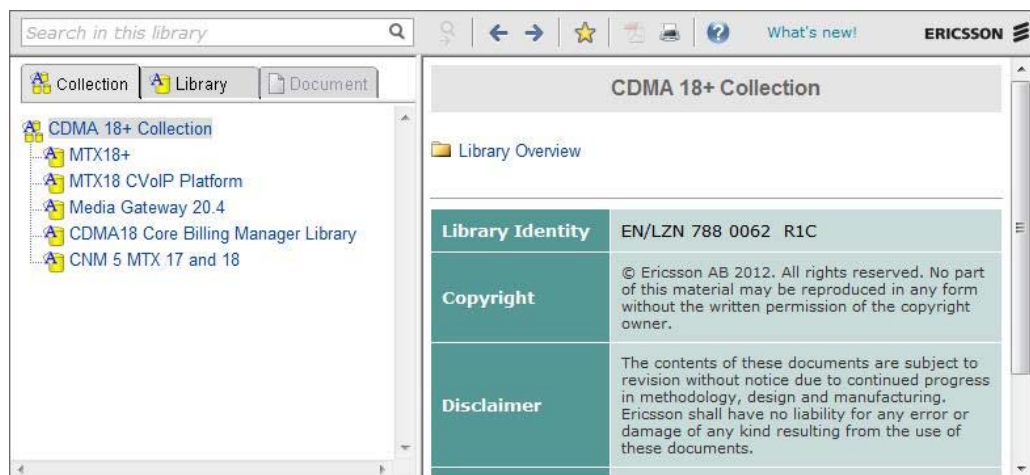 Search in this library
What's new!
ERICSSON
Collection
Library
Document
CDMA 18+ Collection
MTX18+
MTX18 CVoIP Platform
Media Gateway 20.4
CDMA18 Core Billing Manager Library
CNM 5 MTX 17 and 18
CDMA 18+ Collection
Library Overview
Library Identity
EN/LZN 788 0062 R1C
Copyright
© Ericsson AB 2012. All rights reserved. No part
of this material may be reproduced in any form
without the written permission of the copyright
owner.
Disclaimer
The contents of these documents are subject to
revision without notice due to continued progress
in methodology, design and manufacturing.
Ericsson shall have no liability for any error or
damage of any kind resulting from the use of
these documents.